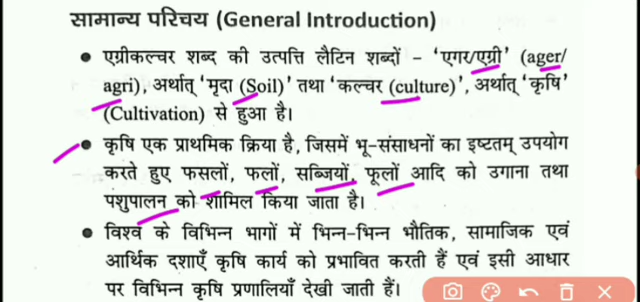 सामान्य परिचय (General Introduction)
● एग्रीकल्चर शब्द की उत्पत्ति लैटिन शब्दों – 'एगर/एग्री' (ager/
agri), अर्थात् 'मृदा (Soil)' तथा 'कल्चर (culture)', अर्थात् 'कृषि'
(Cultivation) से हुआ है।
● कृषि एक प्राथमिक क्रिया है, जिसमें भू-संसाधनों का इष्टतम् उपयोग
करते हुए फसलों, फलों, सब्जियों, फूलों आदि को उगाना तथा
पशुपालन को शामिल किया जाता है।
● विश्व के विभिन्न भागों में भिन्न-भिन्न भौतिक, सामाजिक एवं
आर्थिक दशाएँ कृषि कार्य को प्रभावित करती हैं एवं इसी आधार
पर विभिन्न कृषि प्रणालियाँ देखी जाती हैं।